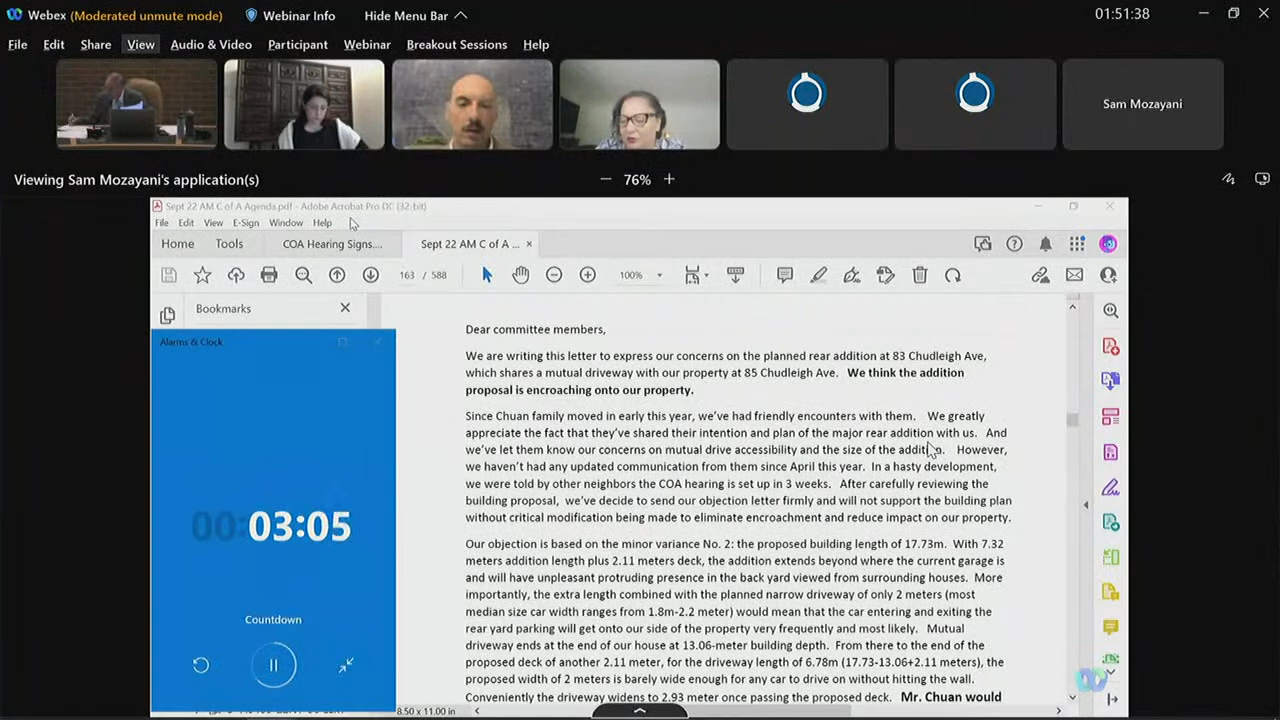 Webex (Moderated unmute mode) Webinar Info Hide Menu Bar 01:51:38
File Edit Share View Audio & Video Participant Webinar Breakout Sessions Help
Sam Mozayani
Viewing Sam Mozayani's application(s) 76%
Sept 22 AM C of A Agenda.pdf - Adobe Acrobat Pro DC (32-bit)
File Edit View E-Sign Window Help
Home Tools COA Hearing Signs.... Sept 22 AM C of A ...
163 / 588 100%
Bookmarks
Alarms & Clock
00:03:05
Countdown
Dear committee members,
We are writing this letter to express our concerns on the planned rear addition at 83 Chudleigh Ave,
which shares a mutual driveway with our property at 85 Chudleigh Ave. We think the addition
proposal is encroaching onto our property.
Since Chuan family moved in early this year, we've had friendly encounters with them. We greatly
appreciate the fact that they've shared their intention and plan of the major rear addition with us. And
we've let them know our concerns on mutual drive accessibility and the size of the addition. However,
we haven't had any updated communication from them since April this year. In a hasty development,
we were told by other neighbors the COA hearing is set up in 3 weeks. After carefully reviewing the
building proposal, we've decide to send our objection letter firmly and will not support the building plan
without critical modification being made to eliminate encroachment and reduce impact on our property.
Our objection is based on the minor variance No. 2: the proposed building length of 17.73m. With 7.32
meters addition length plus 2.11 meters deck, the addition extends beyond where the current garage is
and will have unpleasant protruding presence in the back yard viewed from surrounding houses. More
importantly, the extra length combined with the planned narrow driveway of only 2 meters (most
median size car width ranges from 1.8m-2.2 meter) would mean that the car entering and exiting the
rear yard parking will get onto our side of the property very frequently and most likely. Mutual
driveway ends at the end of our house at 13.06-meter building depth. From there to the end of the
proposed deck of another 2.11 meter, for the driveway length of 6.78m (17.73-13.06+2.11 meters), the
proposed width of 2 meters is barely wide enough for any car to drive on without hitting the wall.
Conveniently the driveway widens to 2.93 meter once passing the proposed deck. Mr. Chuan would
8.50 x 11.00 in